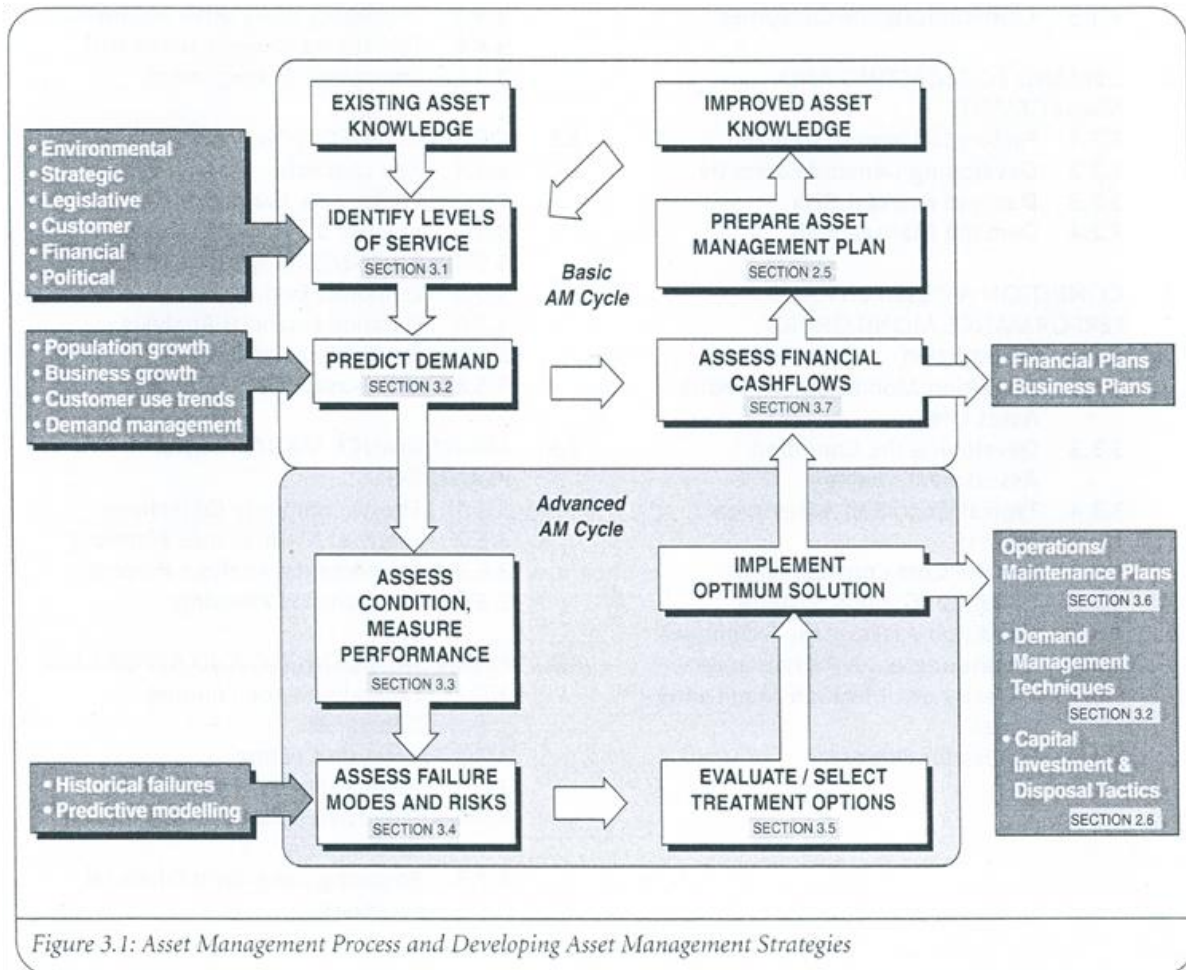 EXISTING ASSET
KNOWLEDGE
IMPROVED ASSET
KNOWLEDGE
• Environmental
• Strategic
• Legislative
• Customer
• Financial
• Political
IDENTIFY LEVELS
OF SERVICE
SECTION 3.1
PREPARE ASSET
MANAGEMENT PLAN
SECTION 2.5
Basic
AM Cycle
• Population growth
• Business growth
• Customer use trends
• Demand management
PREDICT DEMAND
SECTION 3.2
ASSESS FINANCIAL
CASHFLOWS
SECTION 3.7
• Financial Plans
• Business Plans
Advanced
AM Cycle
ASSESS
CONDITION,
MEASURE
PERFORMANCE
SECTION 3.3
IMPLEMENT
OPTIMUM SOLUTION
Operations/
Maintenance Plans
SECTION 3.6
• Demand
Management
Techniques
SECTION 3.2
• Capital
Investment &
Disposal Tactics
SECTION 2.6
• Historical failures
• Predictive modelling
ASSESS FAILURE
MODES AND RISKS
SECTION 3.4
EVALUATE / SELECT
TREATMENT OPTIONS
SECTION 3.5
Figure 3.1: Asset Management Process and Developing Asset Management Strategies